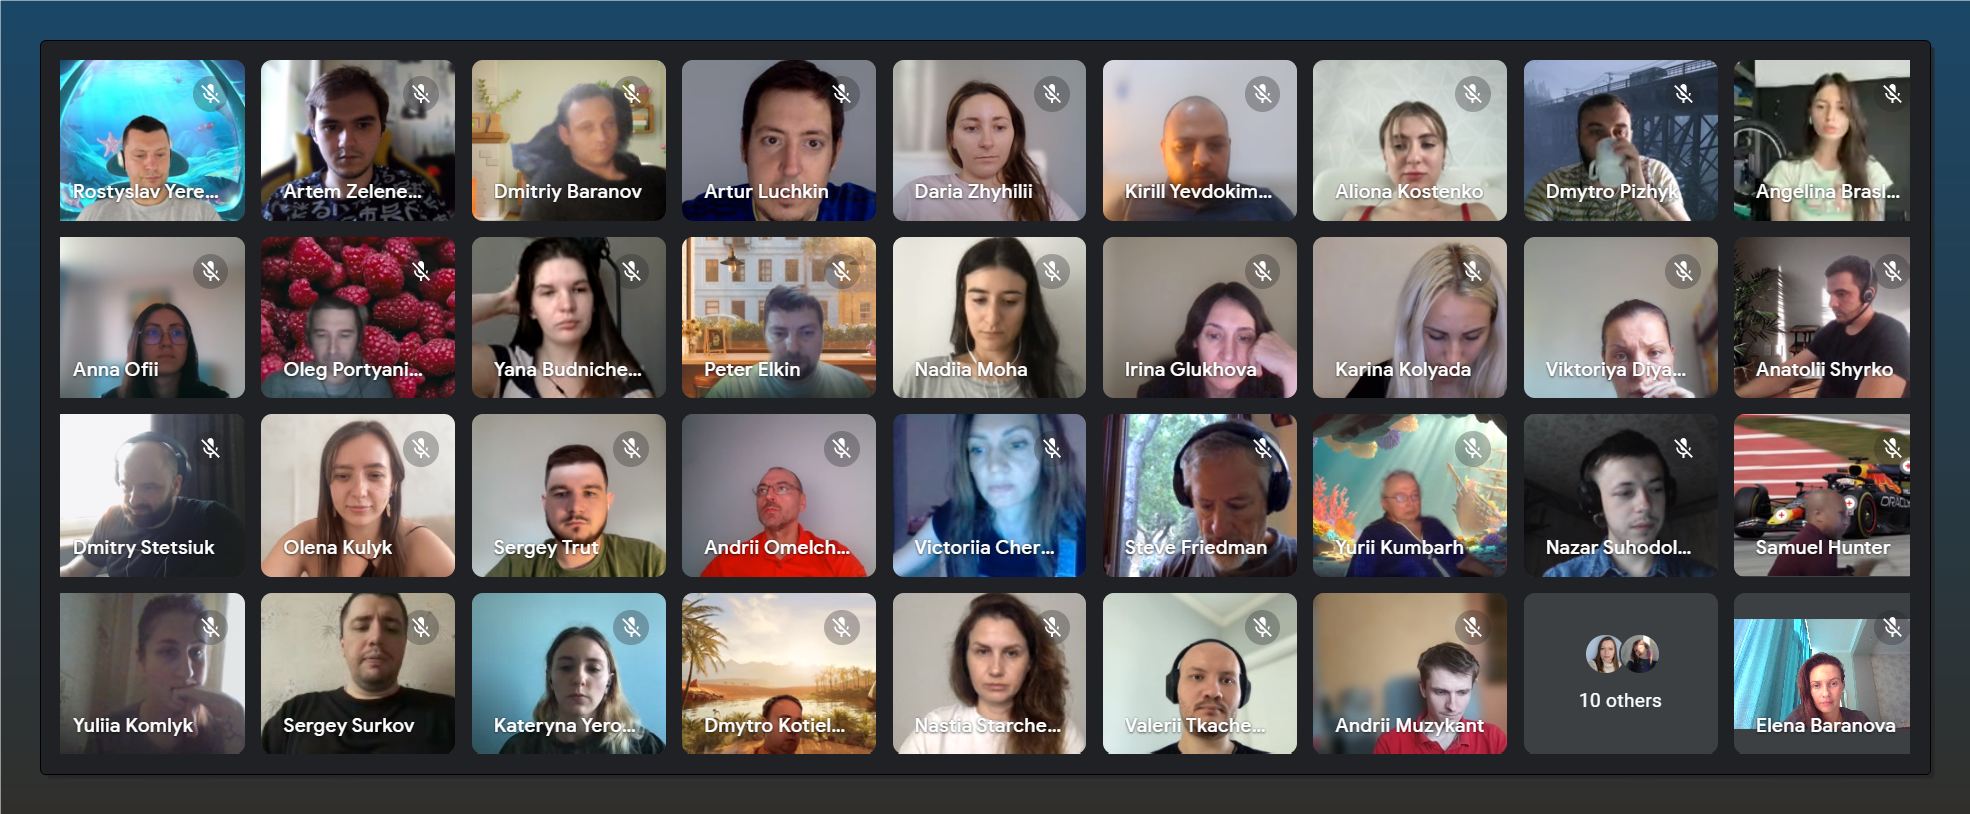 Rostyslav Yere...
Artem Zelene...
Dmitriy Baranov
Artur Luchkin
Daria Zhyhilii
Kirill Yevdokim...
Aliona Kostenko
Dmytro Pizhyk
Angelina Brasl...
Anna Ofii
Oleg Portyani...
Yana Budniche...
Peter Elkin
Nadiia Moha
Irina Glukhova
Karina Kolyada
Viktoriya Diya...
Anatolii Shyrko
Dmitry Stetsiuk
Olena Kulyk
Sergey Trut
Andrii Omelch...
Victoriia Cher...
Steve Friedman
Yurii Kumbarh
Nazar Suhodol...
ORACL
Samuel Hunter
Yuliia Komlyk
Sergey Surkov
Kateryna Yero...
Dmytro Kotiel...
Nastia Starche...
Valerii Tkache...
Andrii Muzykant
10 others
Elena Baranova